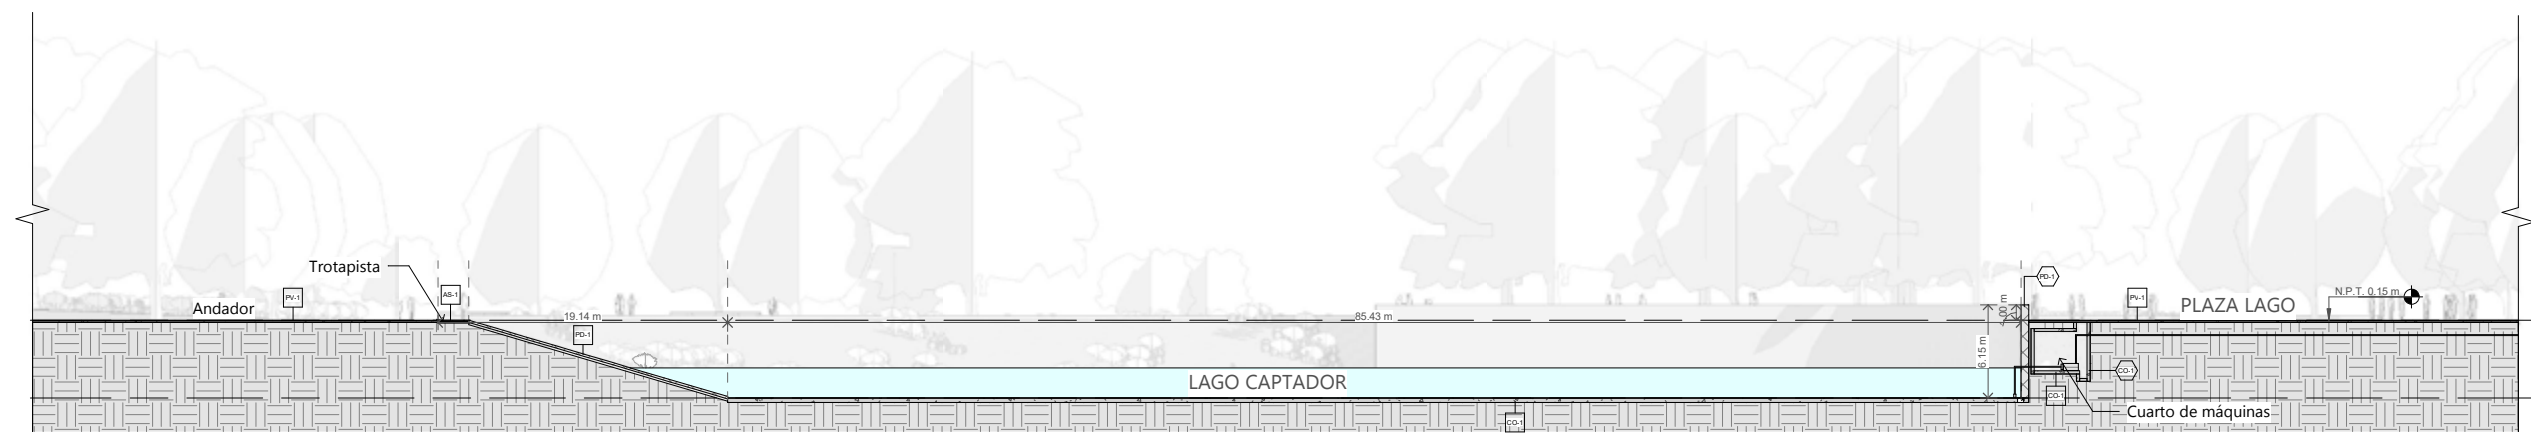 Trotapista
Andador
PV-1
AS-1
19.14 m
PD-1
85.43 m
LAGO CAPTADOR
CO-1
6.15 m
4.00 m
PD-1
PV-1
PLAZA LAGO
N.P.T. 0.15 m
CO-1
CO-1
Cuarto de máquinas